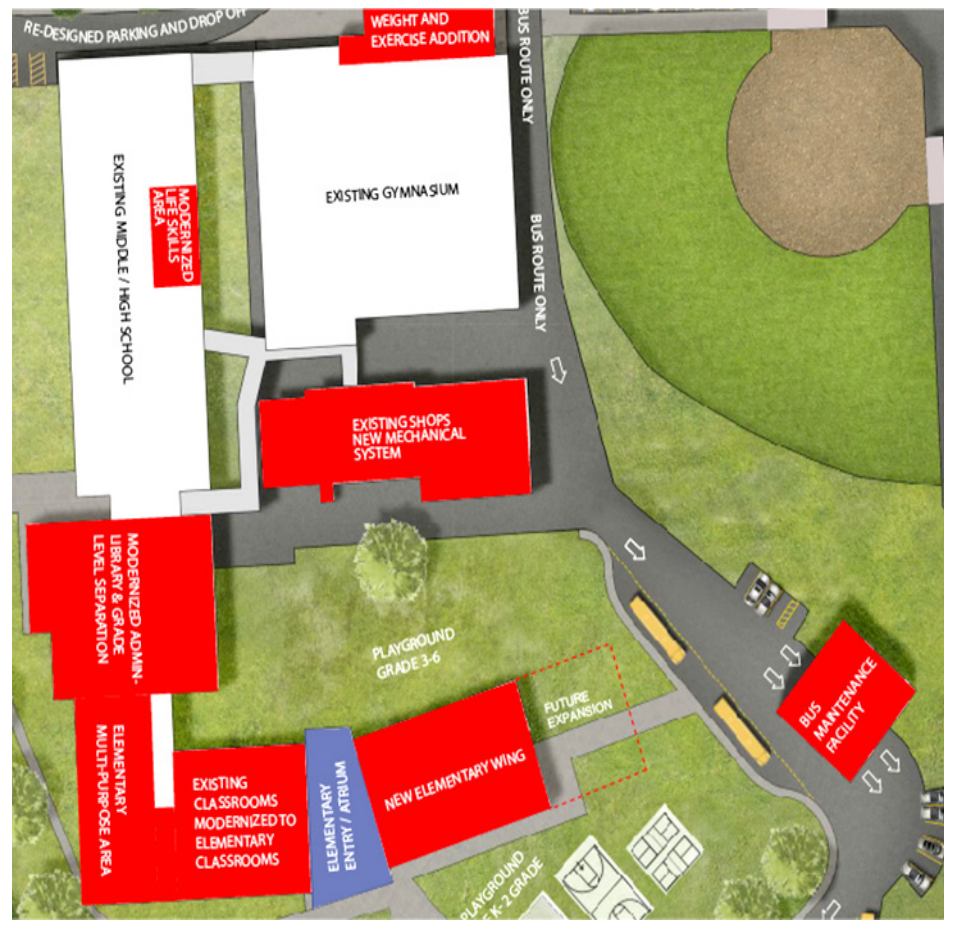 RE-DESIGNED PARKING AND DROP OFF
WEIGHT AND
EXERCISE ADDITION
BUS ROUTE ONLY
EXISTING MIDDLE / HIGH SCHOOL
MODERNIZED
LIFE SKILLS
AREA
EXISTING GYMNASIUM
BUS ROUTE ONLY
EXISTING SHOPS
NEW MECHANICAL
SYSTEM
MODERNIZED ADMIN-
LIBRARY & GRADE
LEVEL SEPARATION
PLAYGROUND
GRADE 3-6
FUTURE
EXPANSION
BUS
MAINTENANCE
FACILITY
ELEMENTARY
MULTI-PURPOSE AREA
EXISTING
CLASSROOMS
MODERNIZED TO
ELEMENTARY
CLASSROOMS
ELEMENTARY
ENTRY / ATRIUM
NEW ELEMENTARY WING
PLAYGROUND
K-2 GRADE